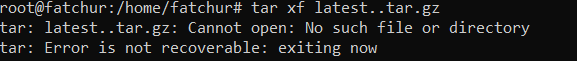 root@fatchur:/home/fatchur# tar xf latest..tar.gz
tar: latest..tar.gz: Cannot open: No such file or directory
tar: Error is not recoverable: exiting now